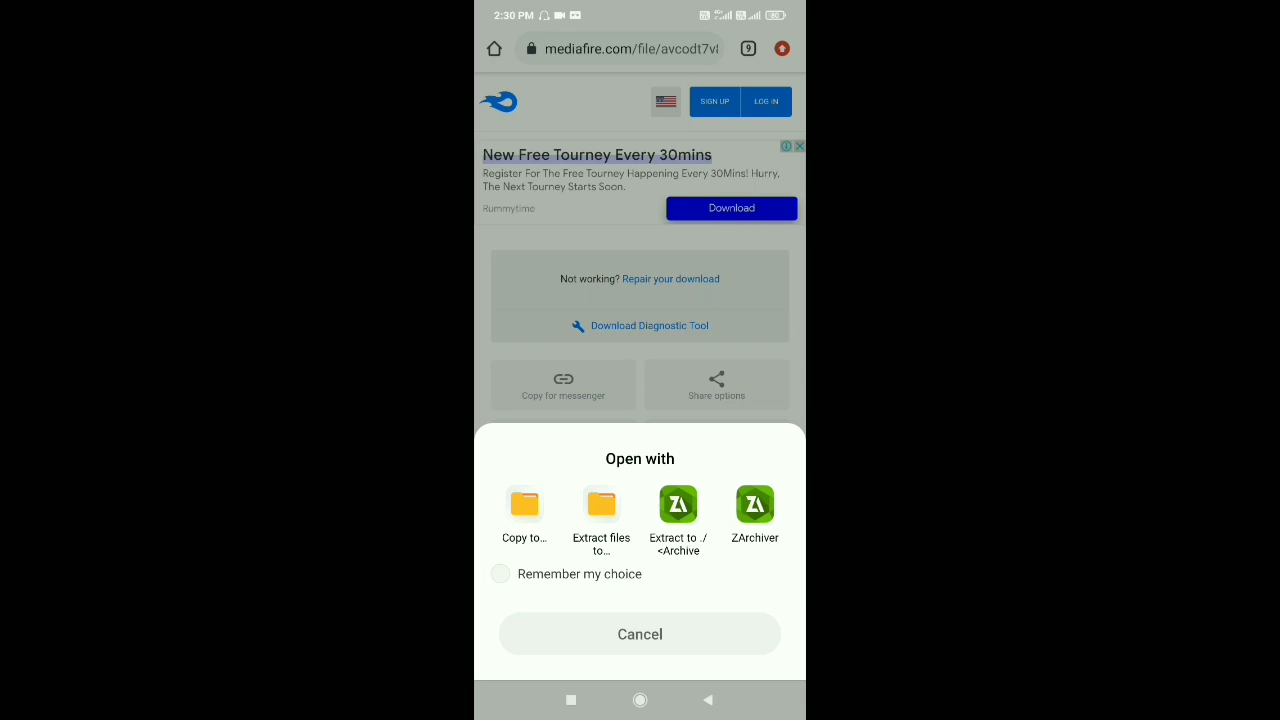 2:30 PM
80
mediafire.com/file/avcodt7v
9
SIGN UP
LOG IN
New Free Tourney Every 30mins
Register For The Free Tourney Happening Every 30Mins! Hurry,
The Next Tourney Starts Soon.
Rummytime
Download
Not working? Repair your download
Download Diagnostic Tool
Copy for messenger
Share options
Open with
Copy to...
Extract files
to...
Extract to ./
<Archive
ZArchiver
Remember my choice
Cancel